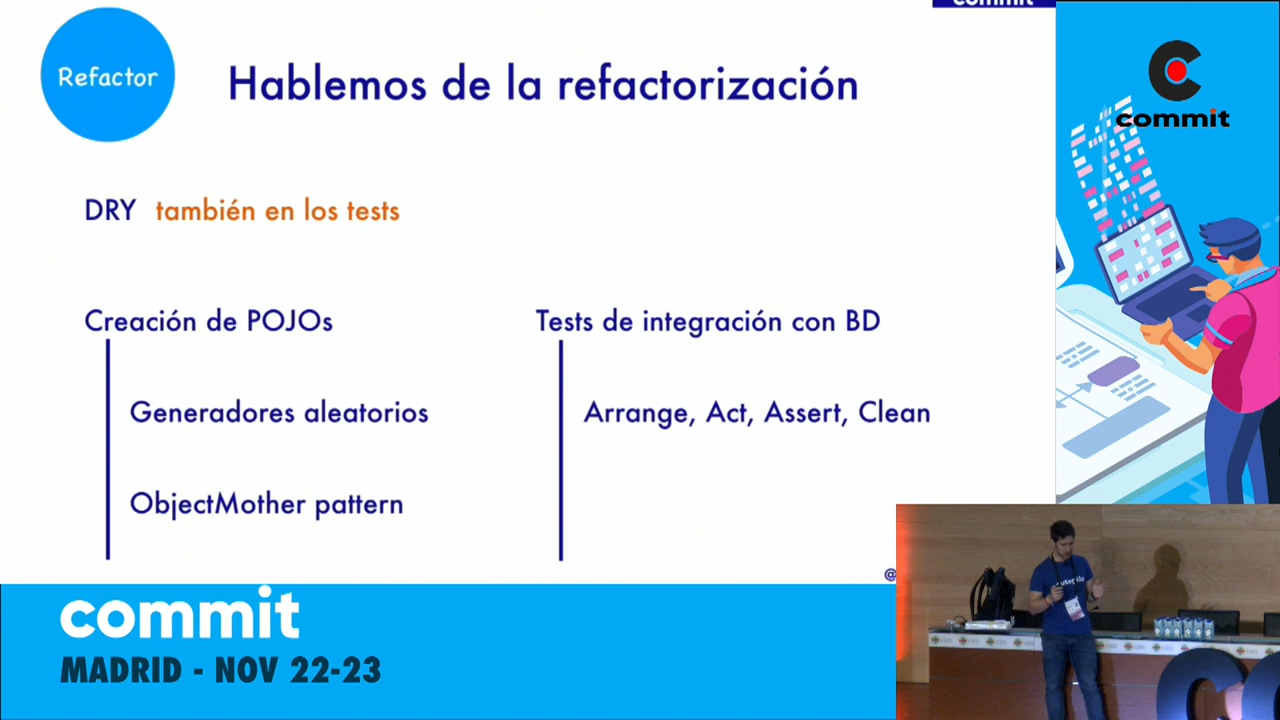 commit
Refactor
Hablemos de la refactorización
DRY también en los tests
Creación de POJOs
Generadores aleatorios
ObjectMother pattern
Tests de integración con BD
Arrange, Act, Assert, Clean
@
commit
commit
MADRID - NOV 22-23